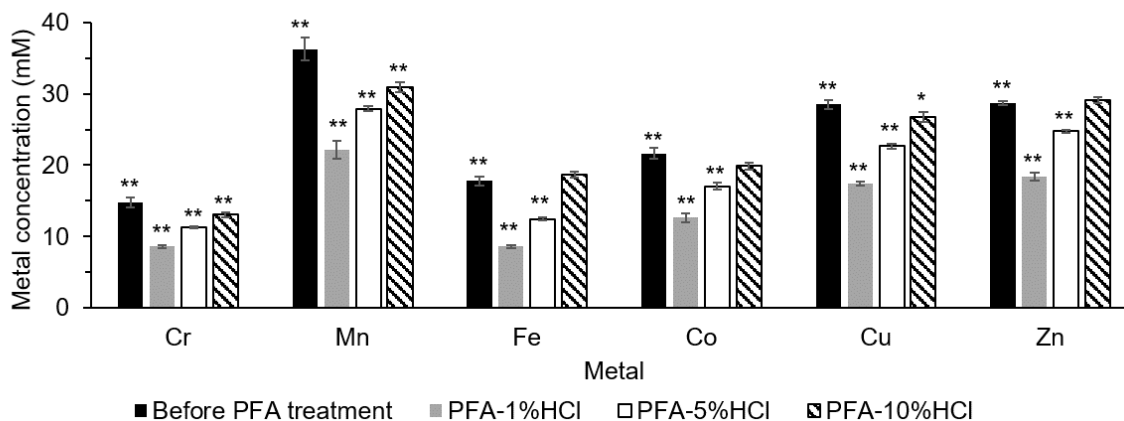 Metal concentration (mM)
40
30
20
10
0
** ** ** **
** ** ** **
** ** **
** ** **
** ** ** *
** ** **
Cr Mn Fe Co Cu Zn
Metal
Before PFA treatment PFA-1%HCl PFA-5%HCl PFA-10%HCl